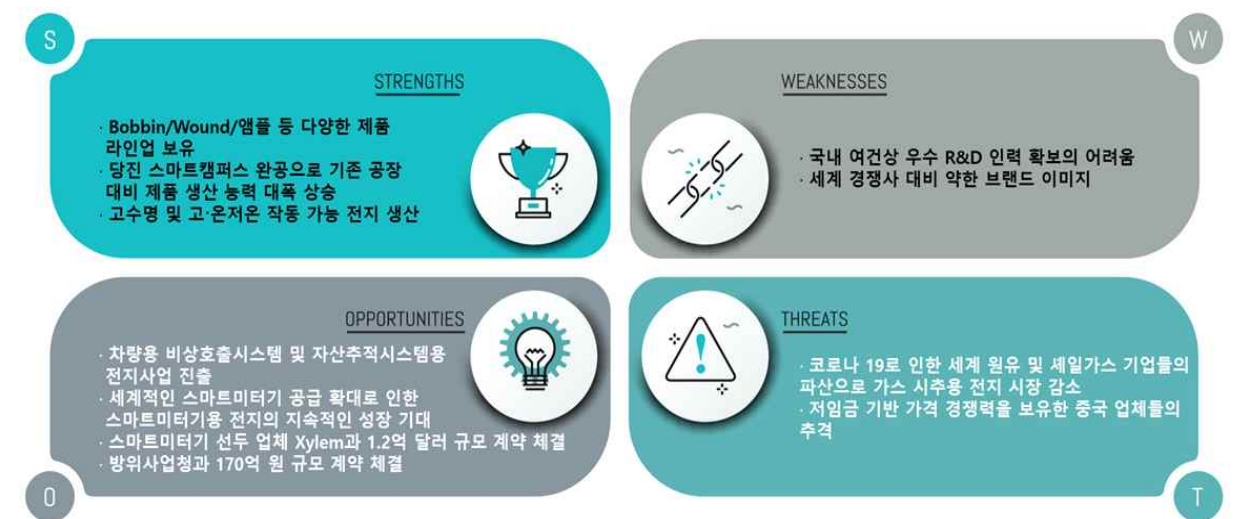 S
STRENGTHS
· Bobbin/Wound/앰플 등 다양한 제품
라인업 보유
· 당진 스마트캠퍼스 완공으로 기존 공장
대비 제품 생산 능력 대폭 상승
· 고수명 및 고·온저온 작동 가능 전지 생산
W
WEAKNESSES
· 국내 여건상 우수 R&D 인력 확보의 어려움
· 세계 경쟁사 대비 약한 브랜드 이미지
OPPORTUNITIES
· 차량용 비상호출시스템 및 자산추적시스템용
전지사업 진출
· 세계적인 스마트미터기 공급 확대로 인한
스마트미터기용 전지의 지속적인 성장 기대
· 스마트미터기 선두 업체 Xylem과 1.2억 달러 규모 계약 체결
· 방위사업청과 170억 원 규모 계약 체결
O
THREATS
· 코로나 19로 인한 세계 원유 및 셰일가스 기업들의
파산으로 가스 시추용 전지 시장 감소
· 저임금 기반 가격 경쟁력을 보유한 중국 업체들의
추격
T